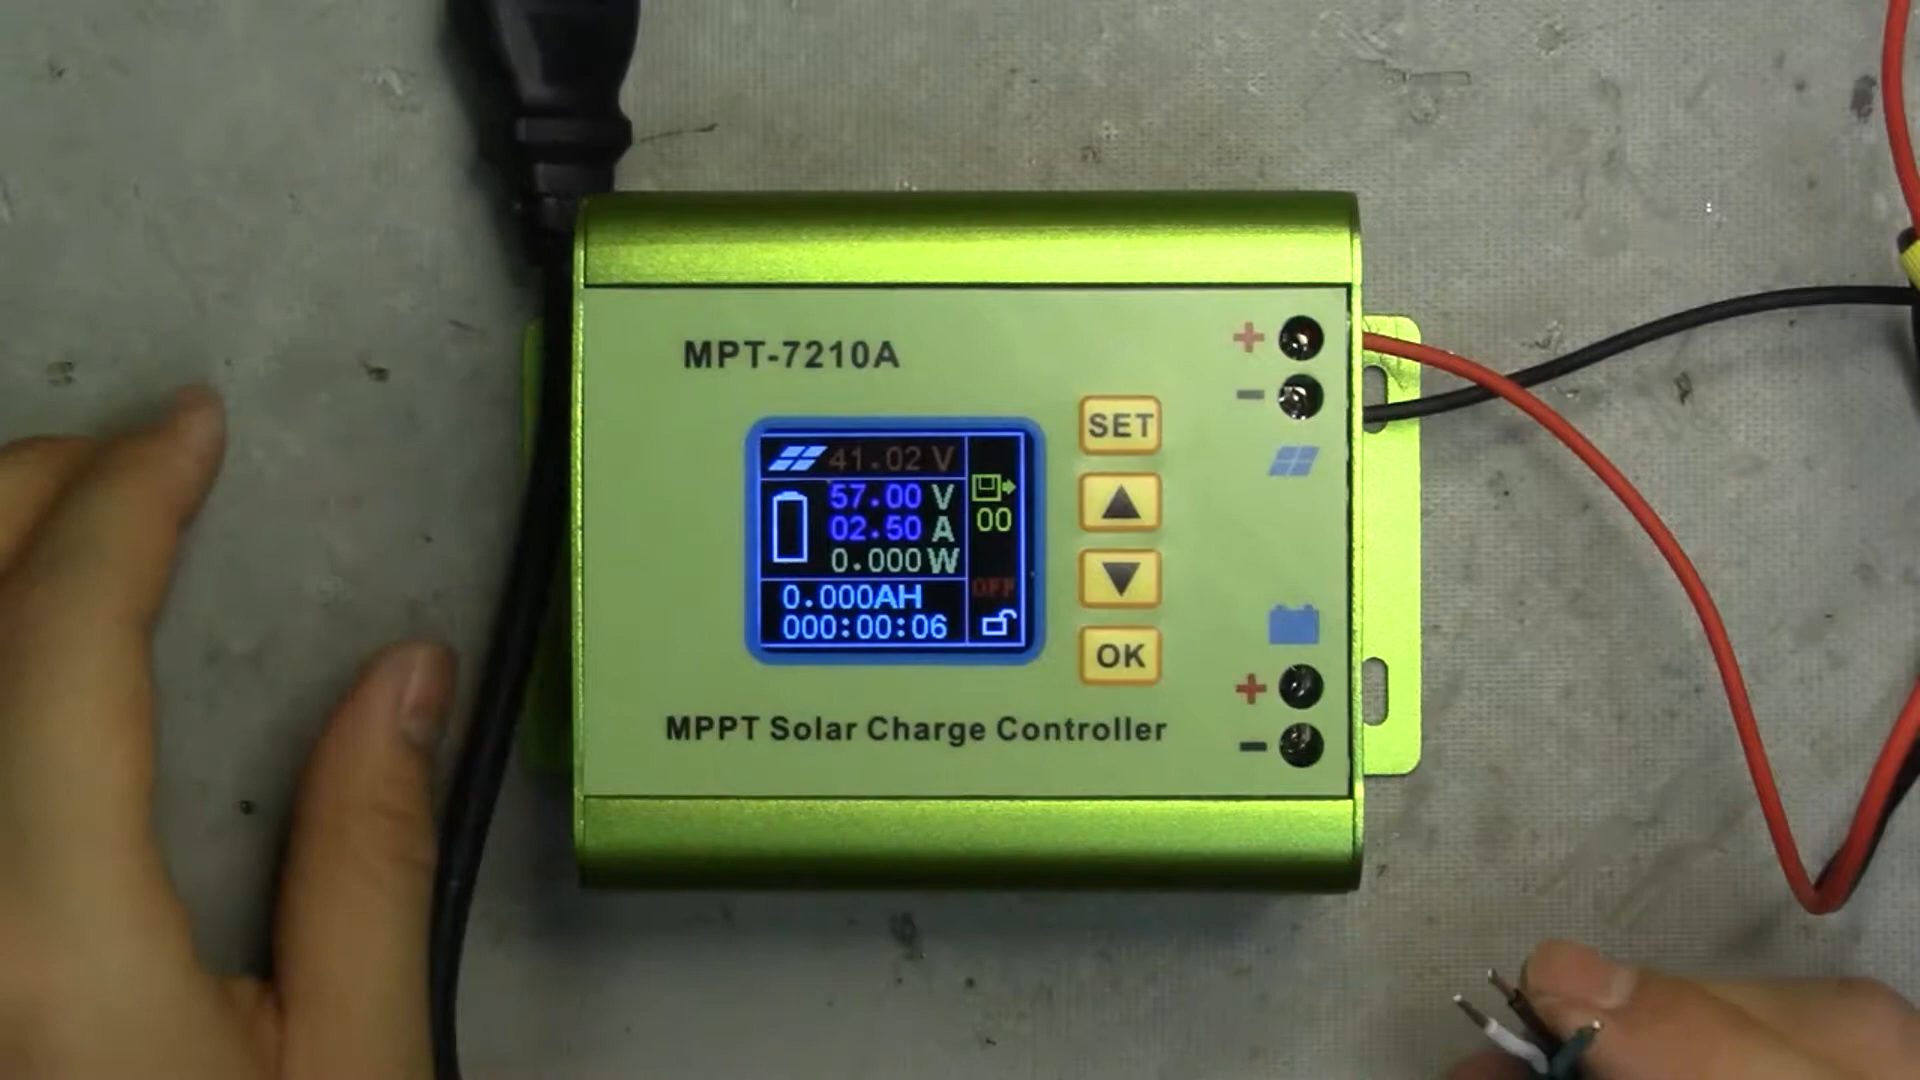 MPT-7210A
41.02 V
57.00 V
02.50 A
0.000W
0.000AH
000:00:06
00
OFF
SET
OK
+
-
+
-
MPPT Solar Charge Controller